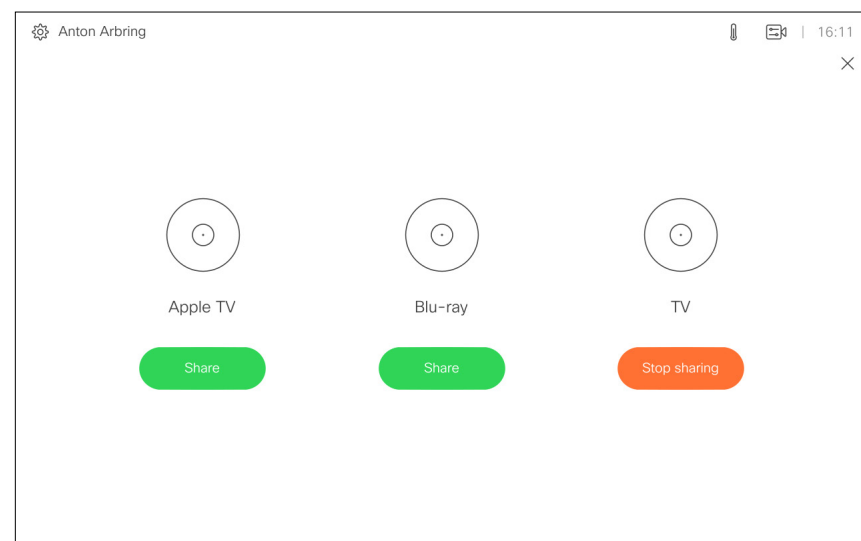 Anton Arbring
| 16:11
Apple TV
Blu-ray
TV
Share
Share
Stop sharing